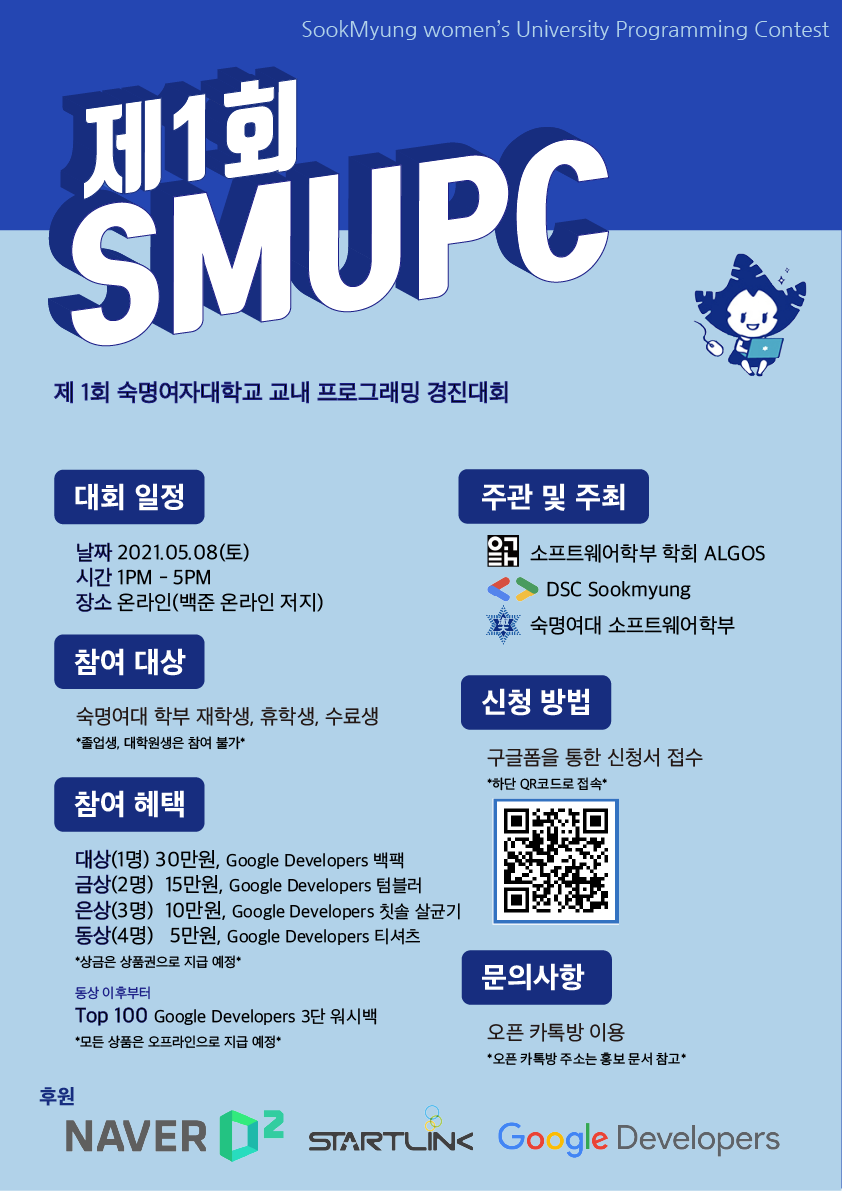 SookMyung women's University Programming Contest
제1회
SMUPC
제 1회 숙명여자대학교 교내 프로그래밍 경진대회
대회 일정
날짜 2021.05.08(토)
시간 1PM - 5PM
장소 온라인(백준 온라인 저지)
참여 대상
숙명여대 학부 재학생, 휴학생, 수료생
*졸업생, 대학원생은 참여 불가*
참여 혜택
대상(1명) 30만원, Google Developers 백팩
금상(2명) 15만원, Google Developers 텀블러
은상(3명) 10만원, Google Developers 칫솔 살균기
동상(4명) 5만원, Google Developers 티셔츠
*상금은 상품권으로 지급 예정*
동상 이후부터
Top 100 Google Developers 3단 워시백
*모든 상품은 오프라인으로 지급 예정*
주관 및 주최
소프트웨어학부 학회 ALGOS
DSC Sookmyung
숙명여대 소프트웨어학부
신청 방법
구글폼을 통한 신청서 접수
*하단 QR코드로 접속*
문의사항
오픈 카톡방 이용
*오픈 카톡방 주소는 홍보 문서 참고*
후원
NAVER D2
STARTLINK
Google Developers